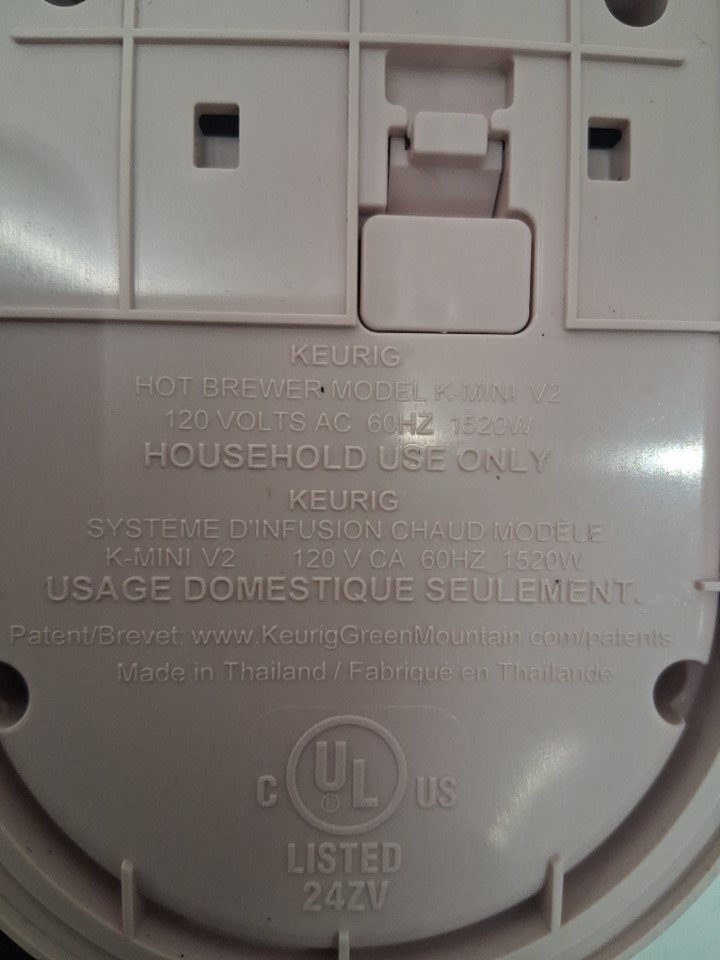 KEURIG
HOT BREWER MODEL K-MINI V2
120 VOLTS AC 60HZ 1520W
HOUSEHOLD USE ONLY
KEURIG
SYSTÈME D'INFUSION CHAUD MODÈLE
K-MINI V2 120 V CA 60HZ 1520W
USAGE DOMESTIQUE SEULEMENT.
Patent/Brevet: www.KeurigGreenMountain.com/patents
Made in Thailand / Fabriqué en Thaïlande
C UL ® US
LISTED
24ZV